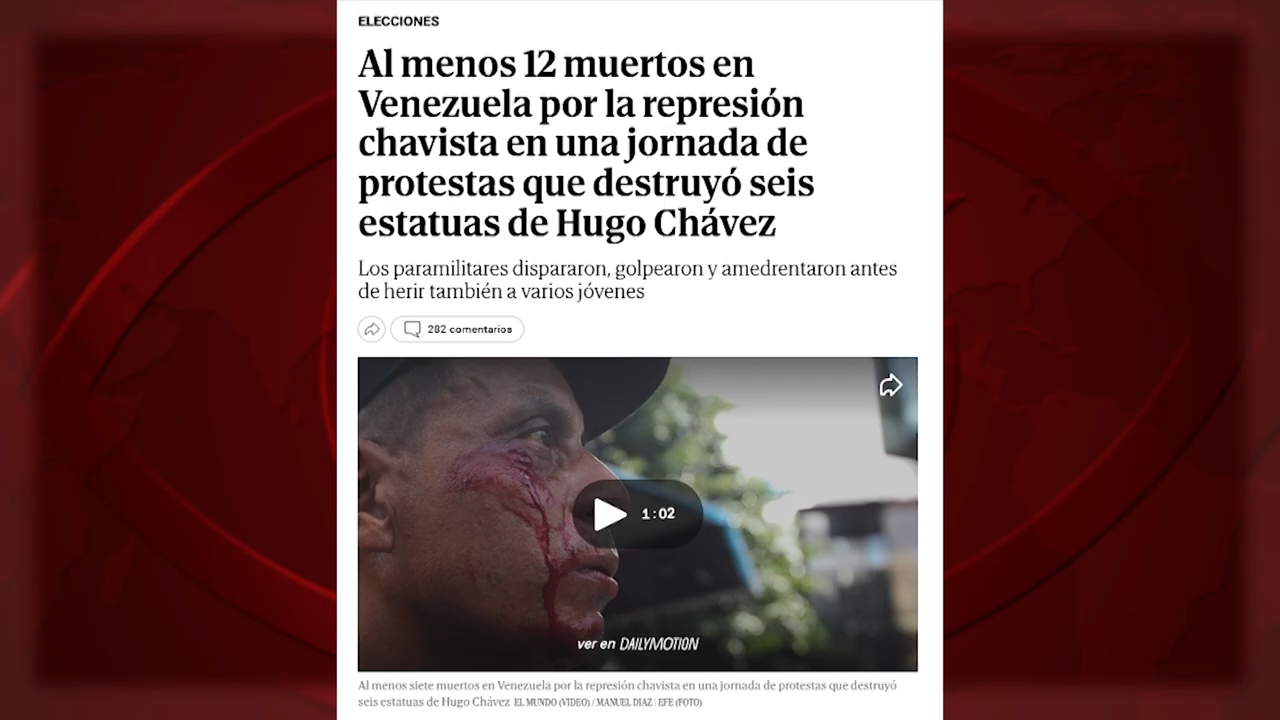 ELECCIONES
Al menos 12 muertos en
Venezuela por la represión
chavista en una jornada de
protestas que destruyó seis
estatuas de Hugo Chávez
Los paramilitares dispararon, golpearon y amedrentaron antes
de herir también a varios jóvenes
282 comentarios
1:02
ver en DAILYMOTION
Al menos siete muertos en Venezuela por la represión chavista en una jornada de protestas que destruyó
seis estatuas de Hugo Chávez EL MUNDO (VIDEO) / MANUEL DIAZ | EFE (FOTO)